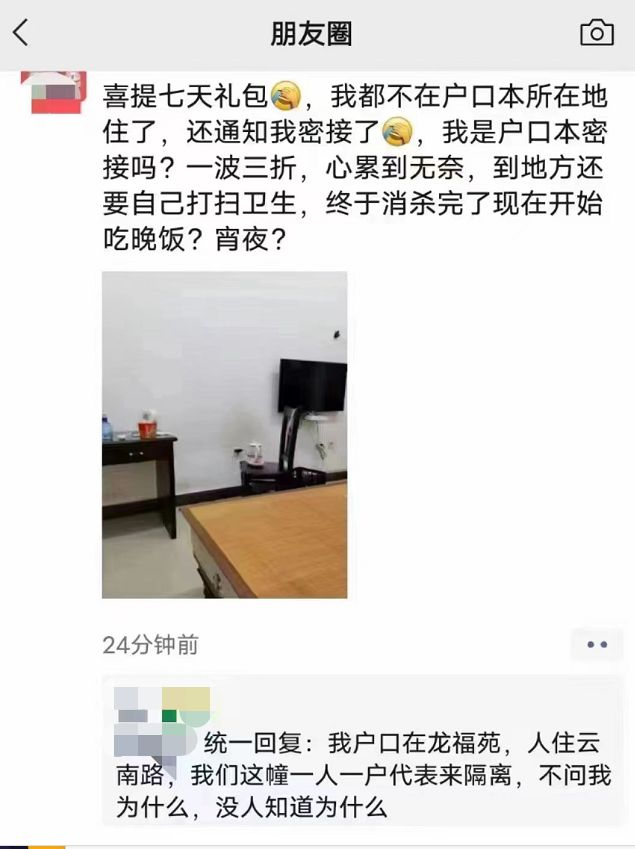 朋友圈
喜提七天礼包🤦，我都不在户口本所在地
住了，还通知我密接了🤦，我是户口本密
接吗？一波三折，心累到无奈，到地方还
要自己打扫卫生，终于消杀完了现在开始
吃晚饭？宵夜？
24分钟前
统一回复：我户口在龙福苑，人住云
南路，我们这幢一人一户代表来隔离，不问我
为什么，没人知道为什么